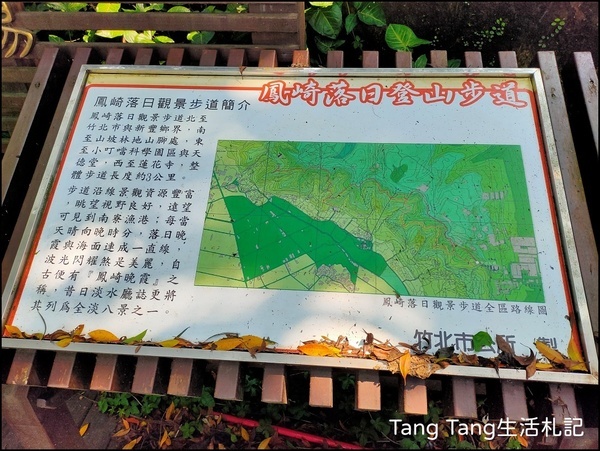 鳳崎落日登山步道
鳳崎落日觀景步道簡介
鳳崎落日觀景步道北至
竹北市與新豐鄉界，南
至山坡林地山腳處，東
至小叮噹科學園區與天
德堂，西至蓮花寺，整
體步道長度約3公里。
步道沿線景觀資源豐富
，眺望視野良好，遠望
可見到南寮漁港；每當
天晴向晚時分，落日晚
霞與海面連成一直線，
波光閃耀煞是美麗，自
古便有『鳳崎晚霞』之
稱，昔日淡水廳誌更將
其列為全淡八景之一。
鳳崎落日觀景步道全區路線圖
竹北市公所 製
Tang Tang生活札記